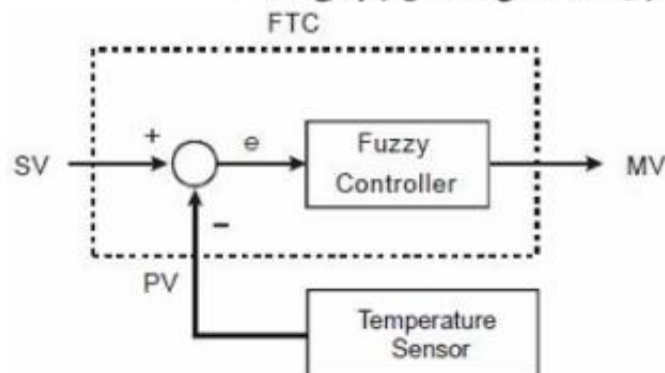 FTC
+
e
Fuzzy
Controller
SV
MV
-
PV
Temperature
Sensor